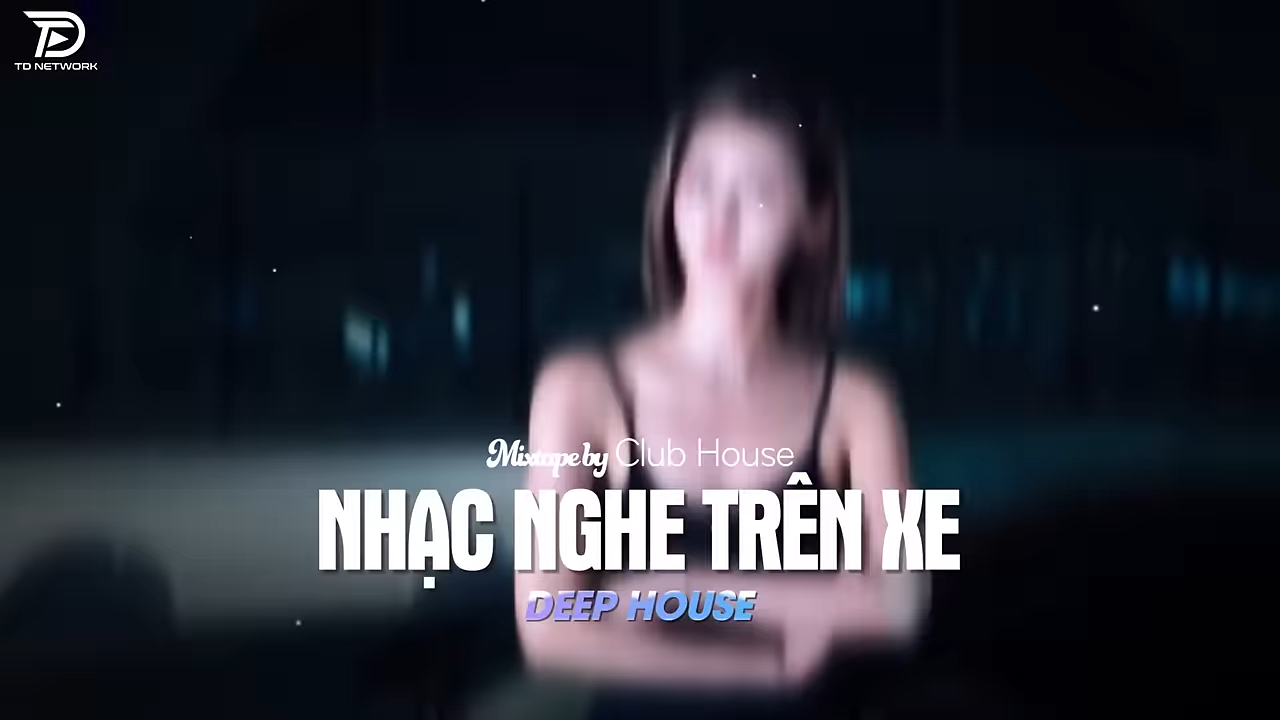 TD NETWORK
Mixtape by Club House
NHẠC NGHE TRÊN XE
DEEP HOUSE